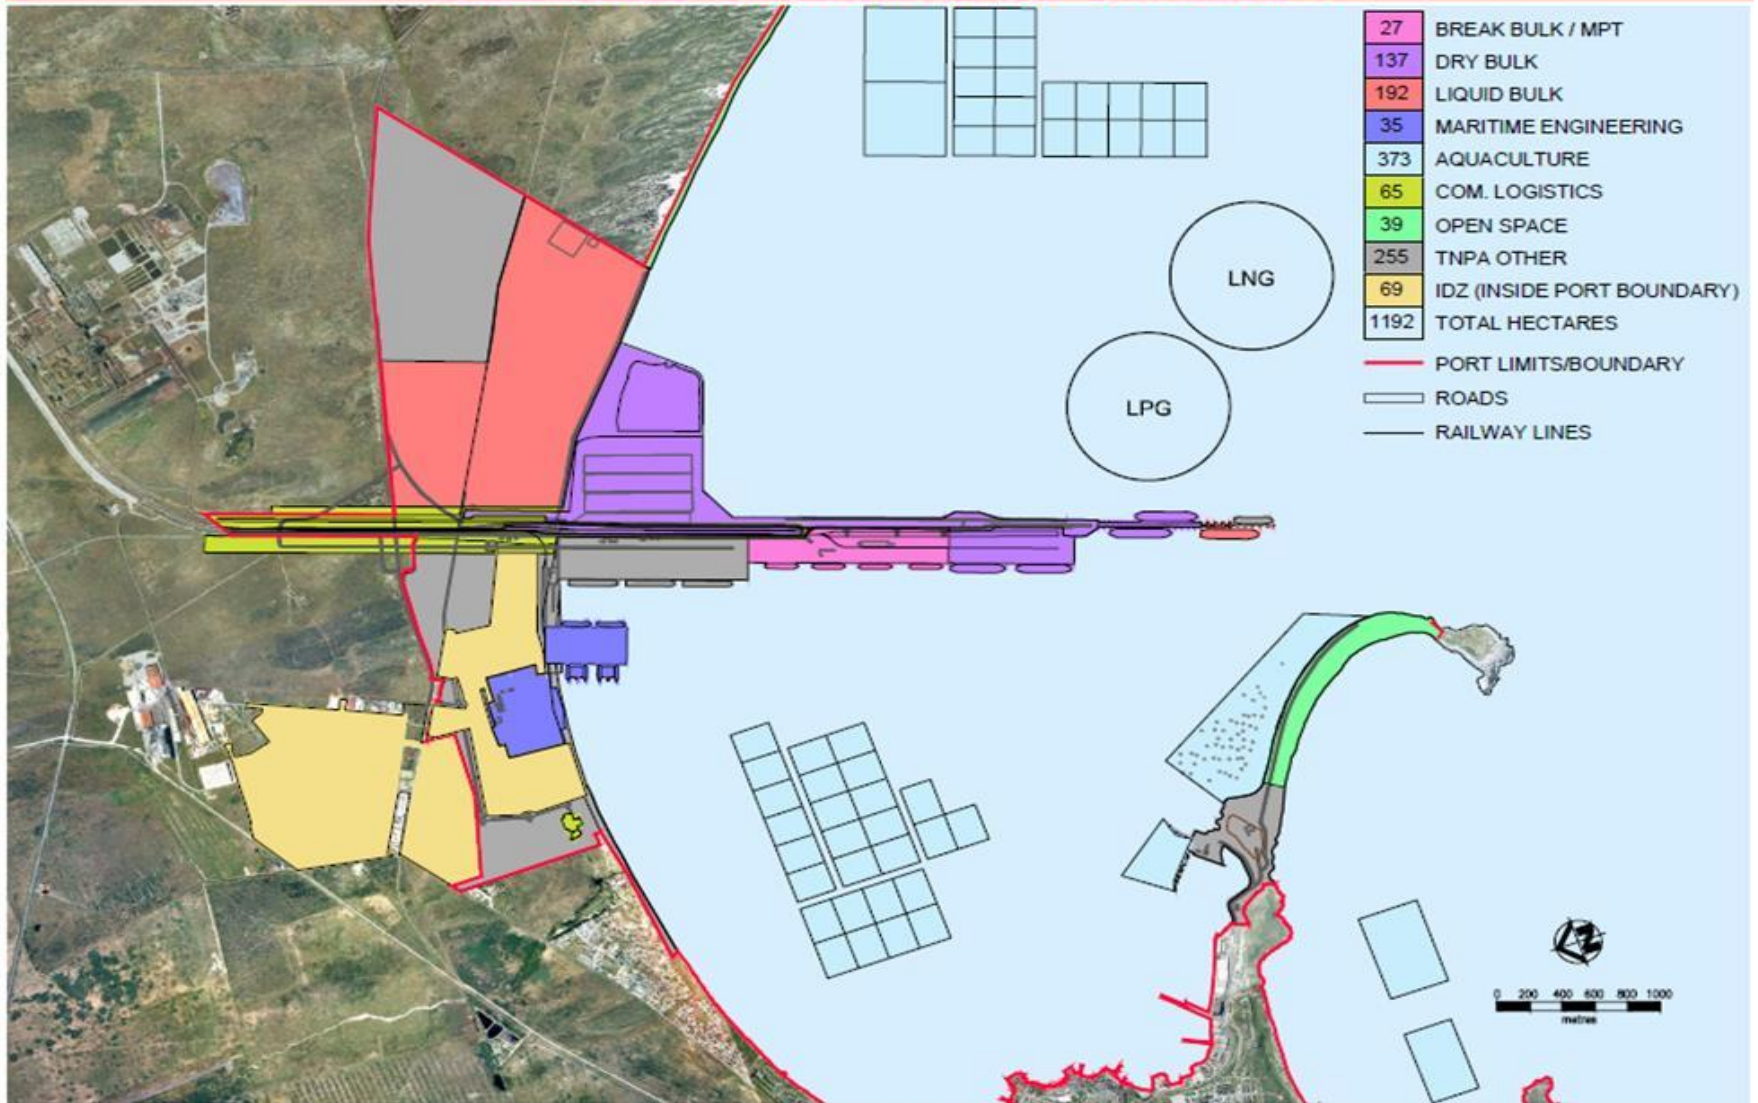 27 BREAK BULK / MPT
137 DRY BULK
192 LIQUID BULK
35 MARITIME ENGINEERING
373 AQUACULTURE
65 COM. LOGISTICS
39 OPEN SPACE
255 TNPA OTHER
69 IDZ (INSIDE PORT BOUNDARY)
1192 TOTAL HECTARES
PORT LIMITS/BOUNDARY
ROADS
RAILWAY LINES
LNG
LPG
N
0 200 400 600 800 1000
metres